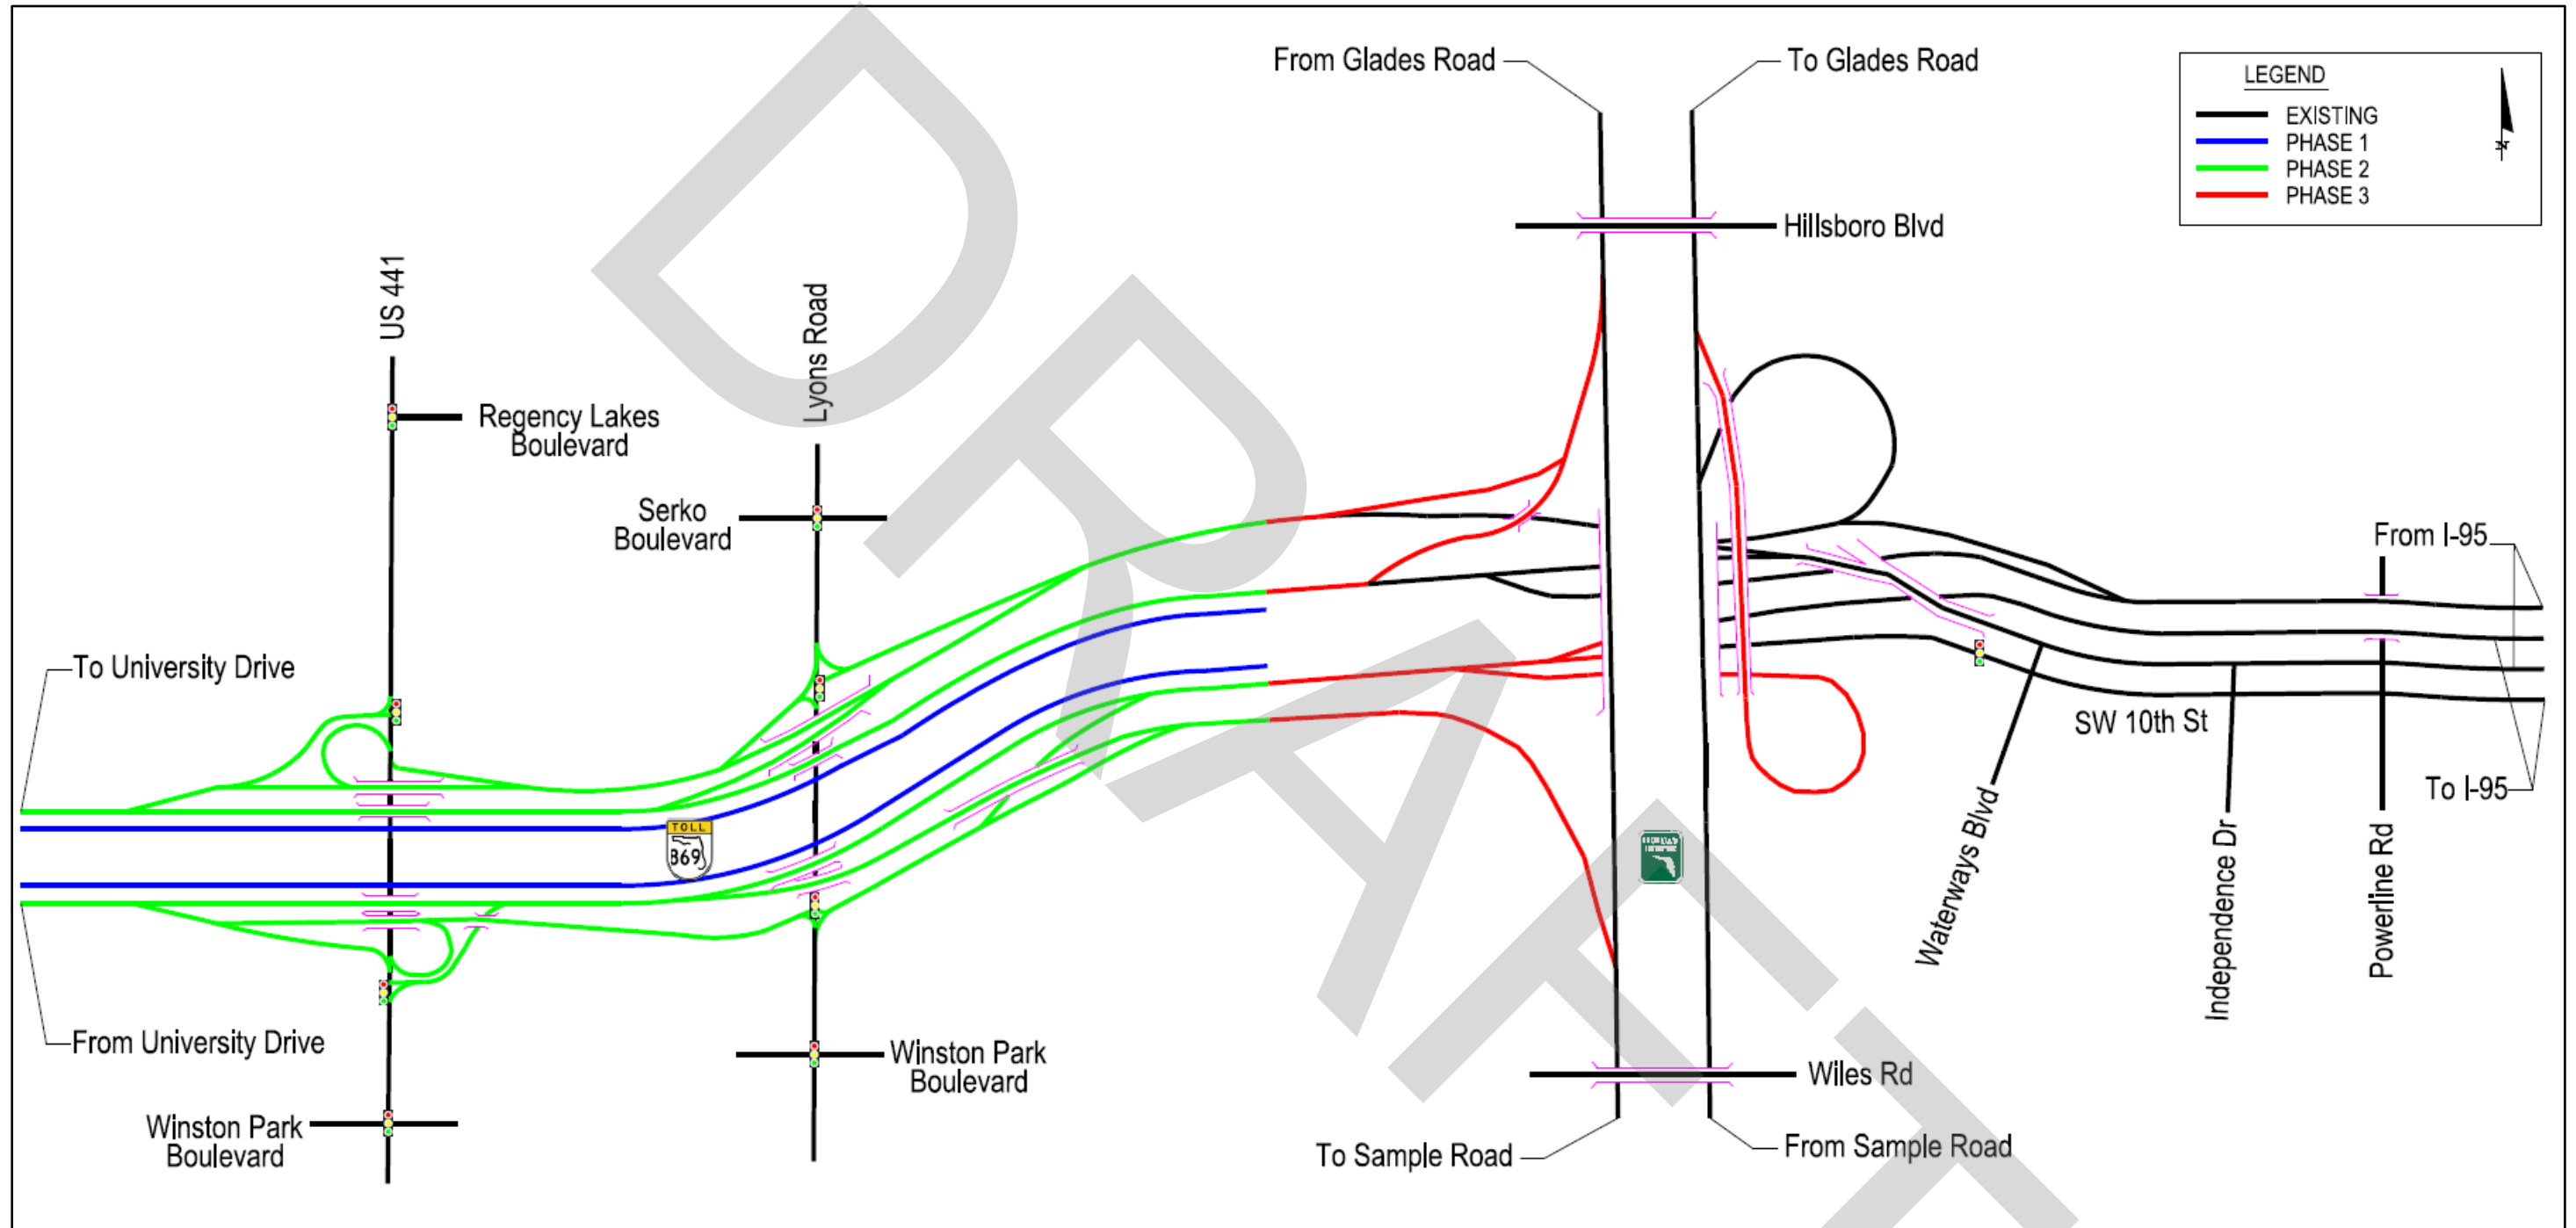 From Glades Road
To Glades Road
LEGEND
EXISTING
PHASE 1
PHASE 2
PHASE 3
N
Hillsboro Blvd
US 441
Lyons Road
Regency Lakes
Boulevard
Serko
Boulevard
From I-95
To University Drive
SW 10th St
To I-95
TOLL
869
Waterways Blvd
Independence Dr
Powerline Rd
From University Drive
Winston Park
Boulevard
Wiles Rd
Winston Park
Boulevard
To Sample Road
From Sample Road
DRAFT